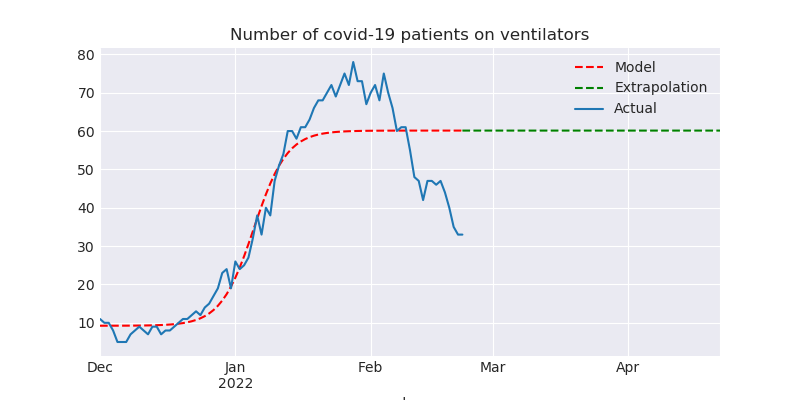 Number of covid-19 patients on ventilators
80
70
60
50
40
30
20
10
Model
Extrapolation
Actual
Dec
Jan
2022
Feb
Mar
Apr